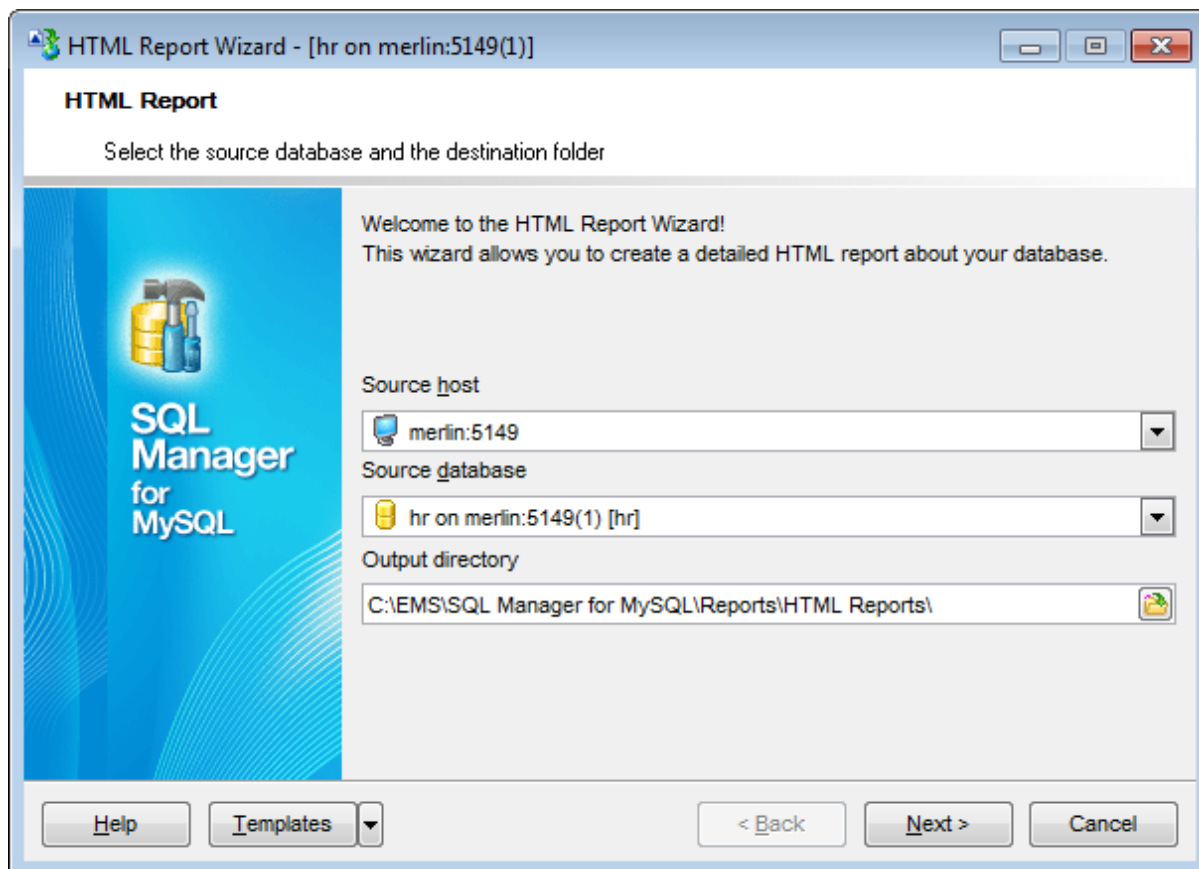 HTML Report Wizard - [hr on merlin:5149(1)]
HTML Report
Select the source database and the destination folder
Welcome to the HTML Report Wizard!
This wizard allows you to create a detailed HTML report about your database.
SQL
Manager
for
MySQL
Source host
merlin:5149
Source database
hr on merlin:5149(1) [hr]
Output directory
C:\EMS\SQL Manager for MySQL\Reports\HTML Reports\
Help
Templates
< Back
Next >
Cancel